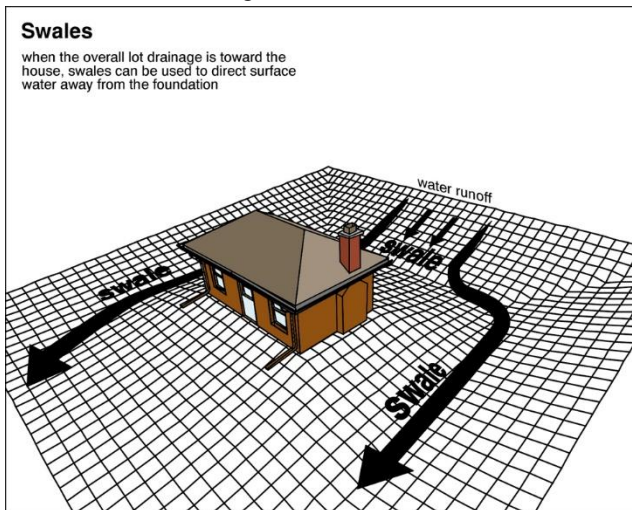 Swales
when the overall lot drainage is toward the
house, swales can be used to direct surface
water away from the foundation
water runoff
swale
swale
Swale